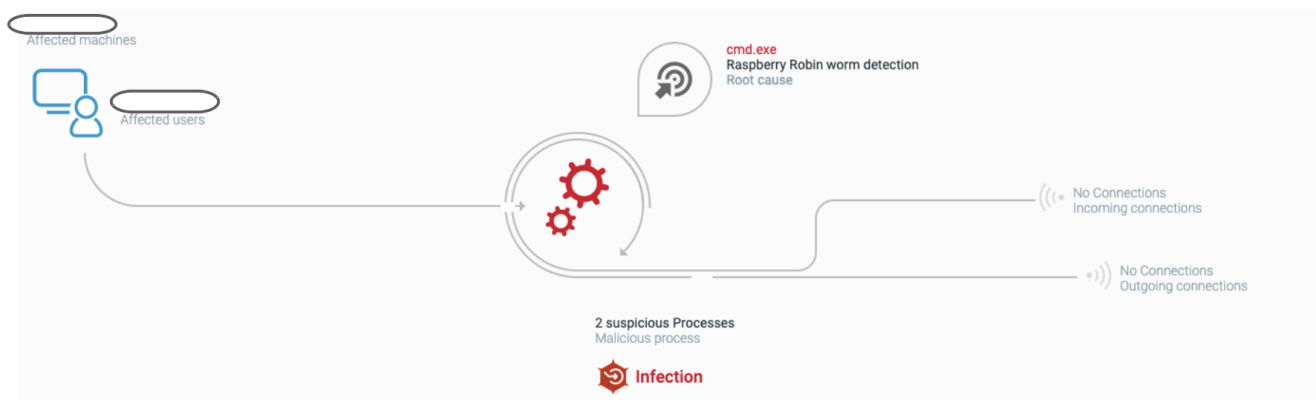 Affected machines
Affected users
cmd.exe
Raspberry Robin worm detection
Root cause
No Connections
Incoming connections
No Connections
Outgoing connections
2 suspicious Processes
Malicious process
Infection